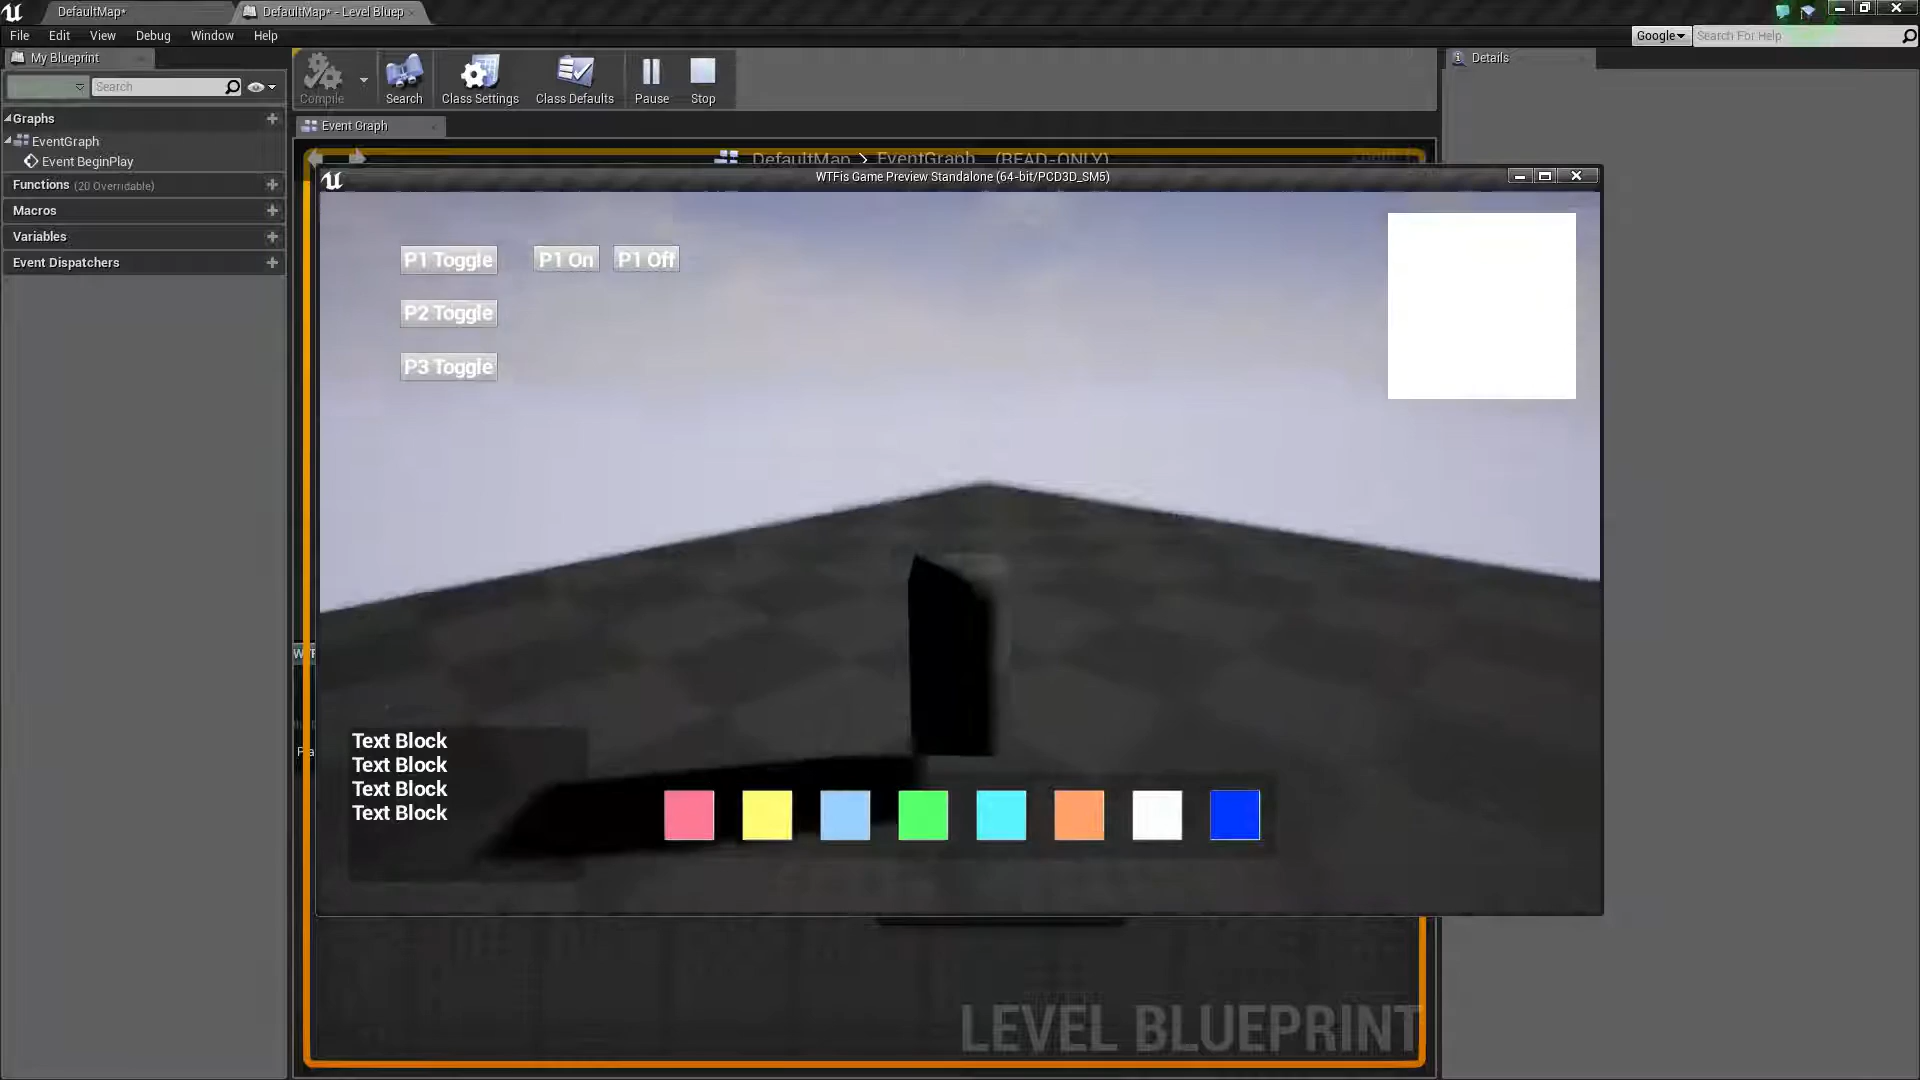 DefaultMap*
DefaultMap* - Level Bluep
File Edit View Debug Window Help
Google
Search For Help
My Blueprint
Search
Compile
Search
Class Settings
Class Defaults
Pause
Stop
Details
Graphs
EventGraph
Event BeginPlay
Functions (20 Overridable)
Macros
Variables
Event Dispatchers
Event Graph
DefaultMap > EventGraph (READ-ONLY)
WTFis Game Preview Standalone (64-bit/PCD3D_SM5)
P1 Toggle
P1 On
P1 Off
P2 Toggle
P3 Toggle
Text Block
Text Block
Text Block
Text Block
LEVEL BLUEPRINT